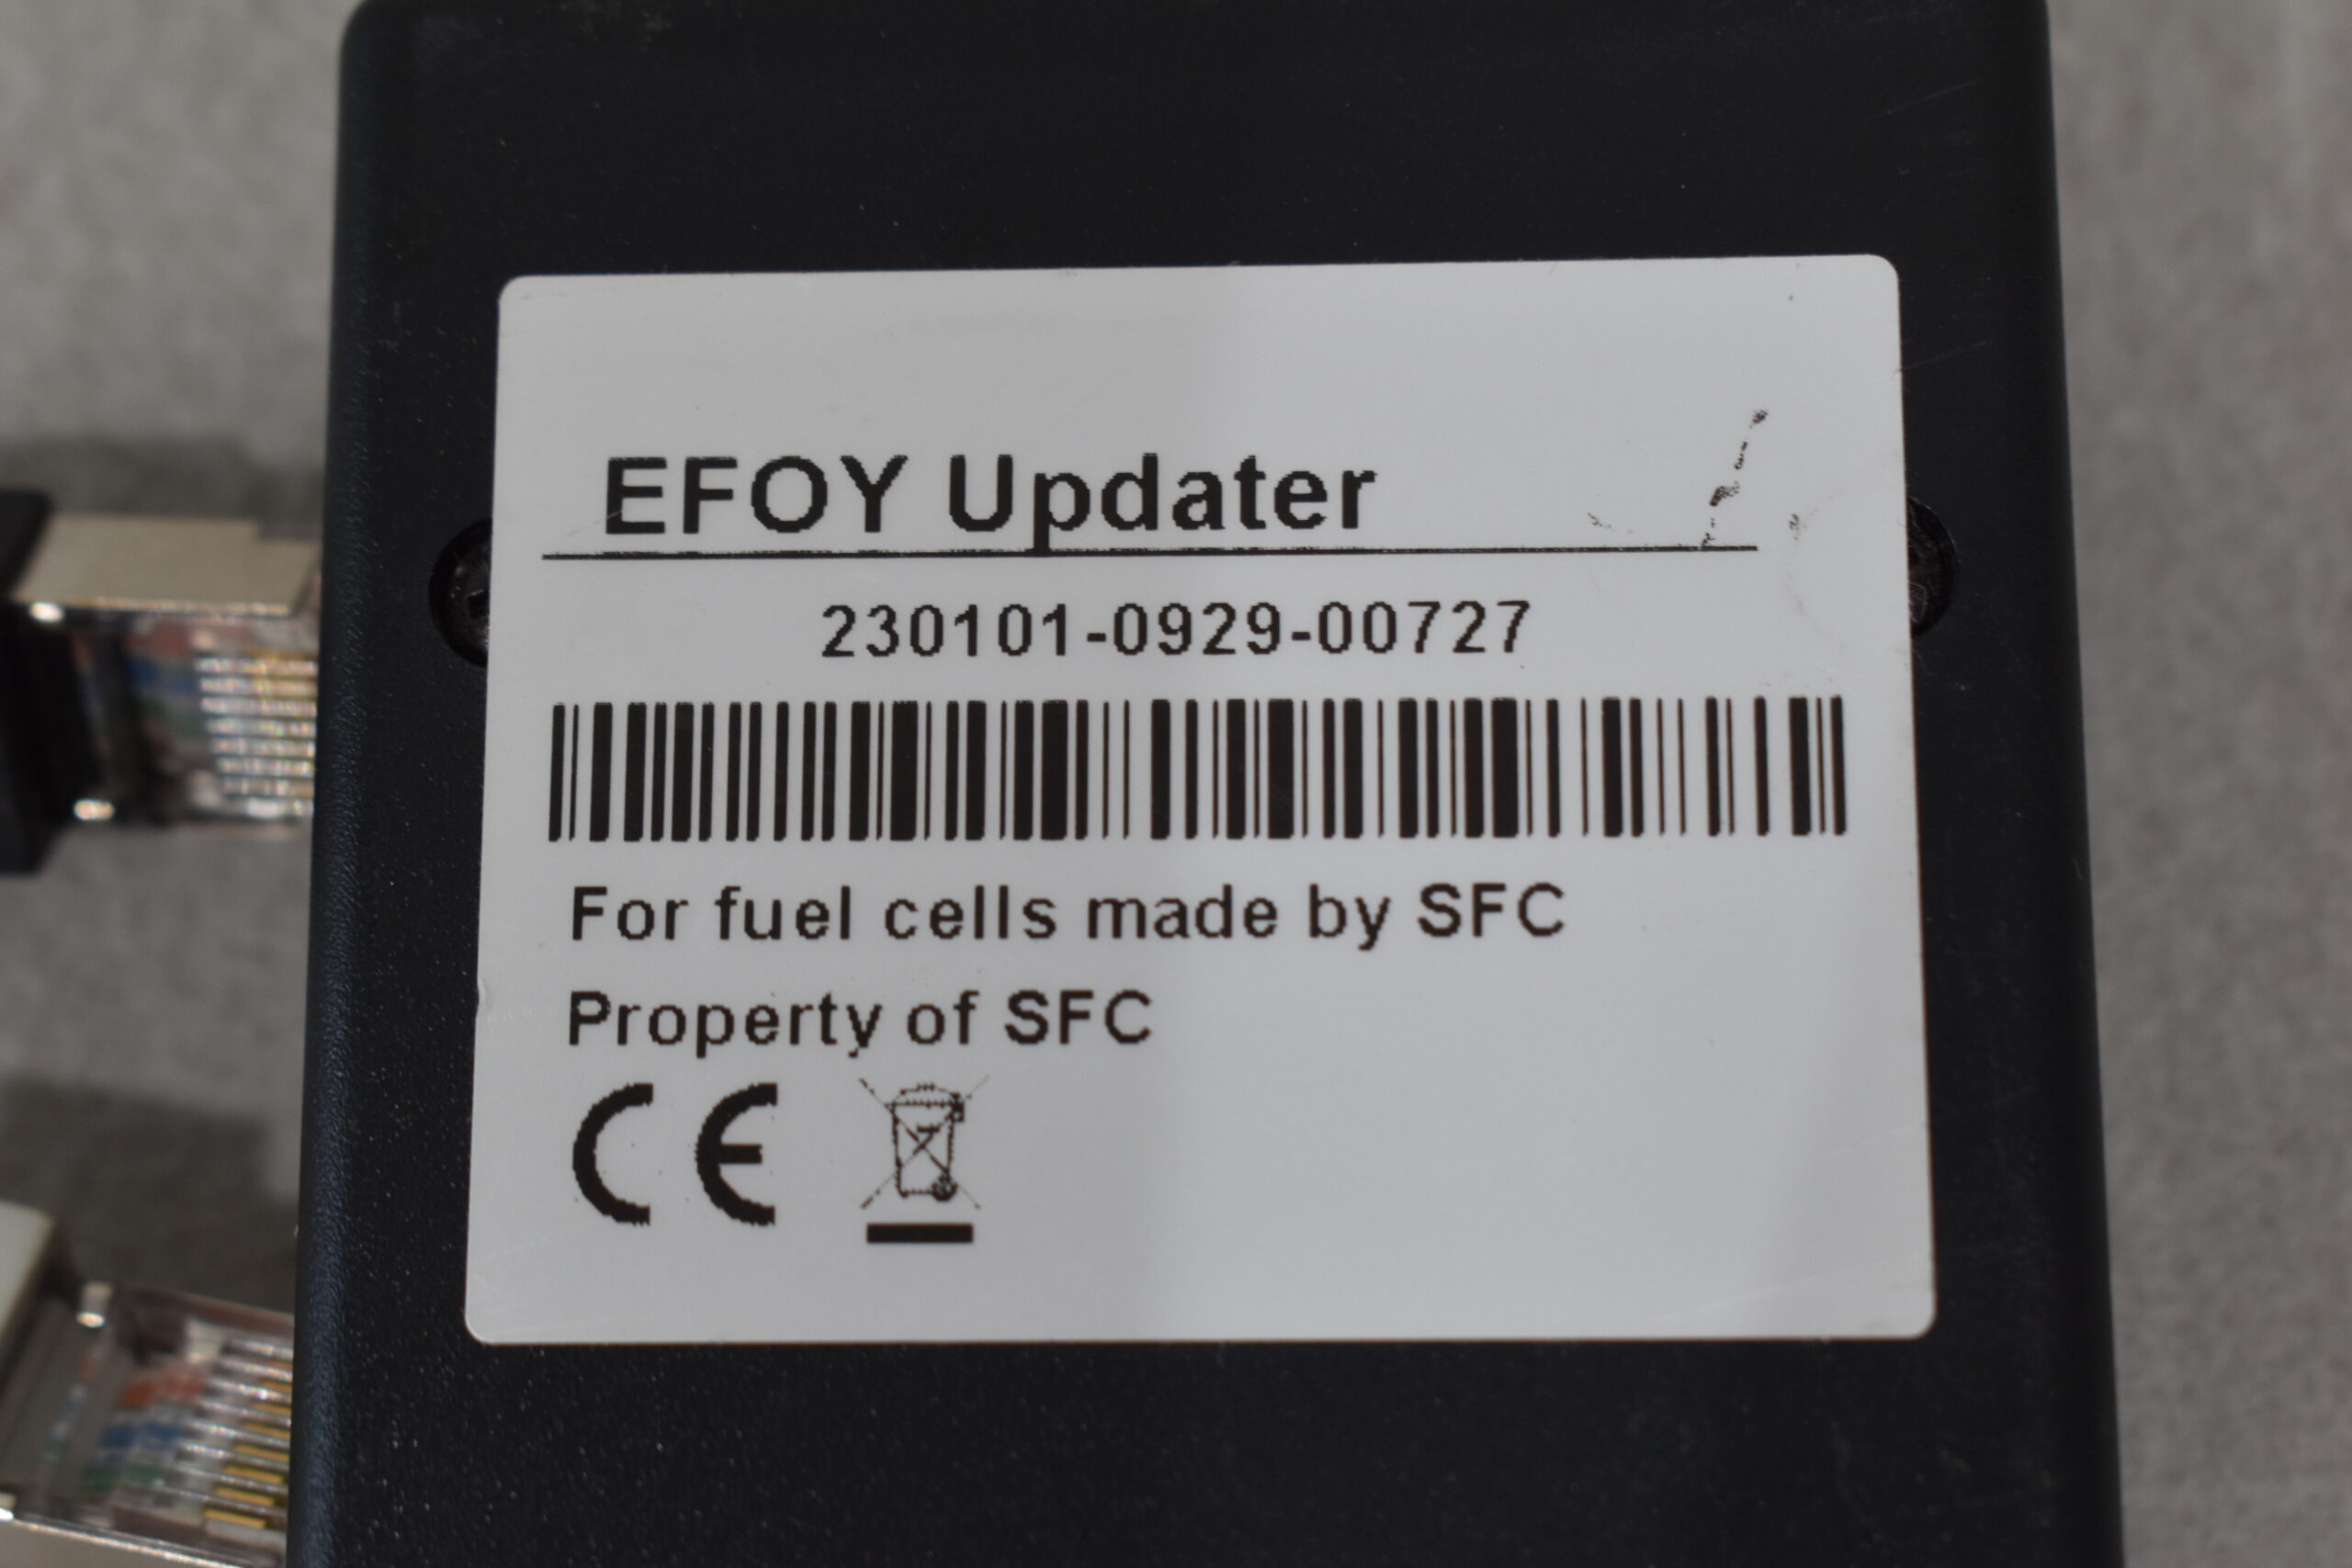 EFOY Updater
230101-0929-00727
For fuel cells made by SFC
Property of SFC
CE